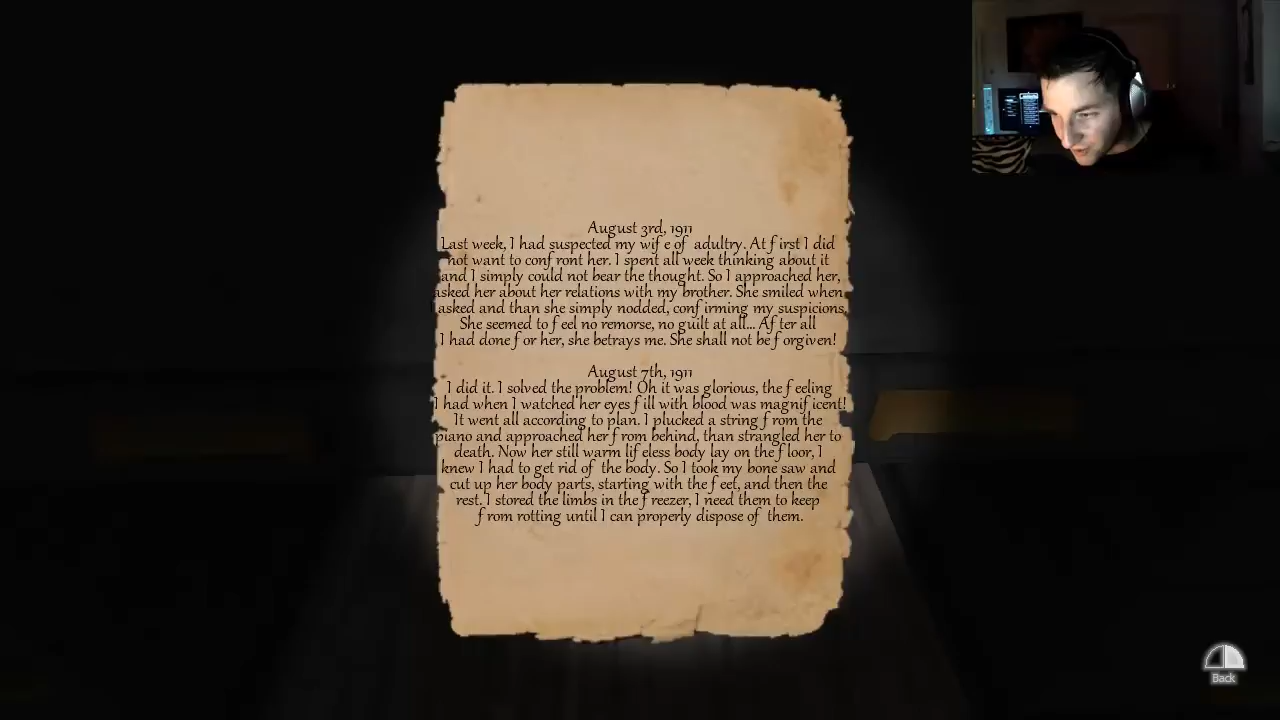 August 3rd, 1911
Last week, I had suspected my wife of adultry. At first I did
not want to confront her. I spent all week thinking about it
and I simply could not bear the thought. So I approached her,
asked her about her relations with my brother. She smiled when
I asked and than she simply nodded, confirming my suspicions.
She seemed to feel no remorse, no guilt at all... After all
I had done for her, she betrays me. She shall not be forgiven!
August 7th, 1911
I did it. I solved the problem! Oh it was glorious, the feeling
I had when I watched her eyes fill with blood was magnificent!
It went all according to plan. I plucked a string from the
piano and approached her from behind, than strangled her to
death. Now her still warm lifeless body lay on the floor, I
knew I had to get rid of the body. So I took my bone saw and
cut up her body parts, starting with the feet, and then the
rest. I stored the limbs in the freezer, I need them to keep
from rotting until I can properly dispose of them.
Back